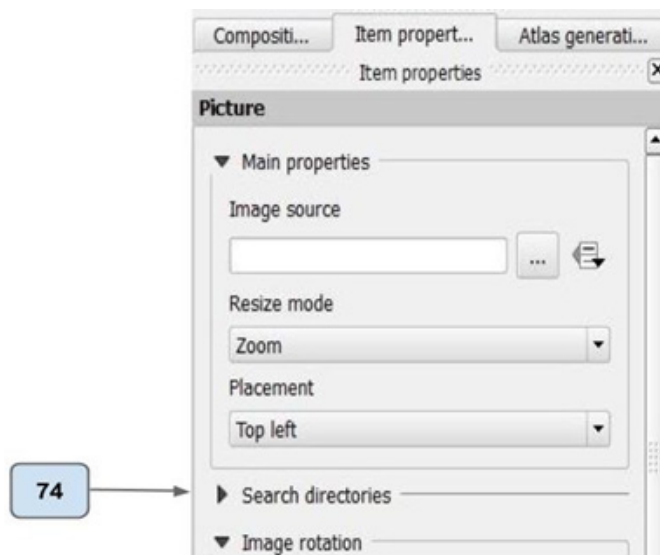 Compositi... Item propert... Atlas generati...
Item properties
Picture
Main properties
Image source
...
Resize mode
Zoom
Placement
Top left
74
Search directories
Image rotation